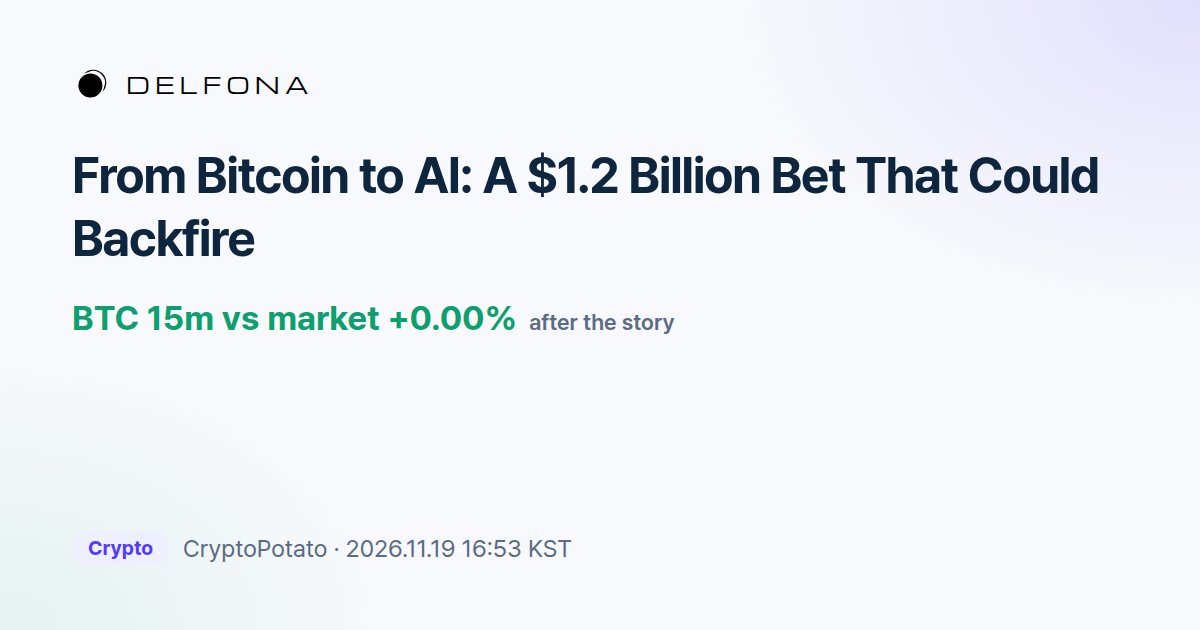 DELFONA
From Bitcoin to AI: A $1.2 Billion Bet That Could
Backfire
BTC 15m vs market +0.00% after the story
Crypto CryptoPotato · 2026.11.19 16:53 KST